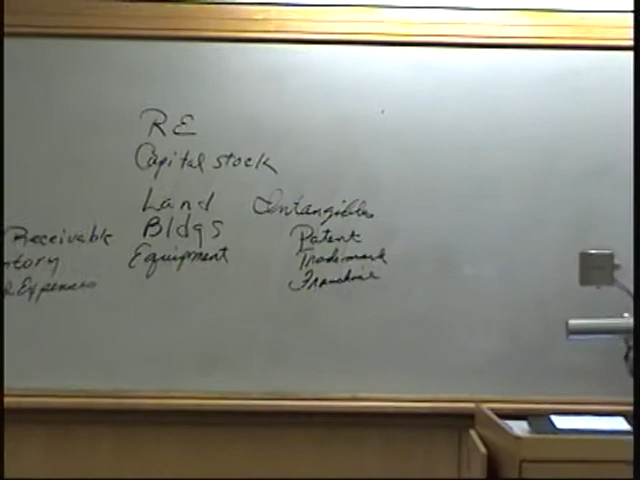 RE
Capital stock
Land
Bldgs
Equipment
Intangibles
Patent
Trademark
Franchise
Receivable
tory
Expenses